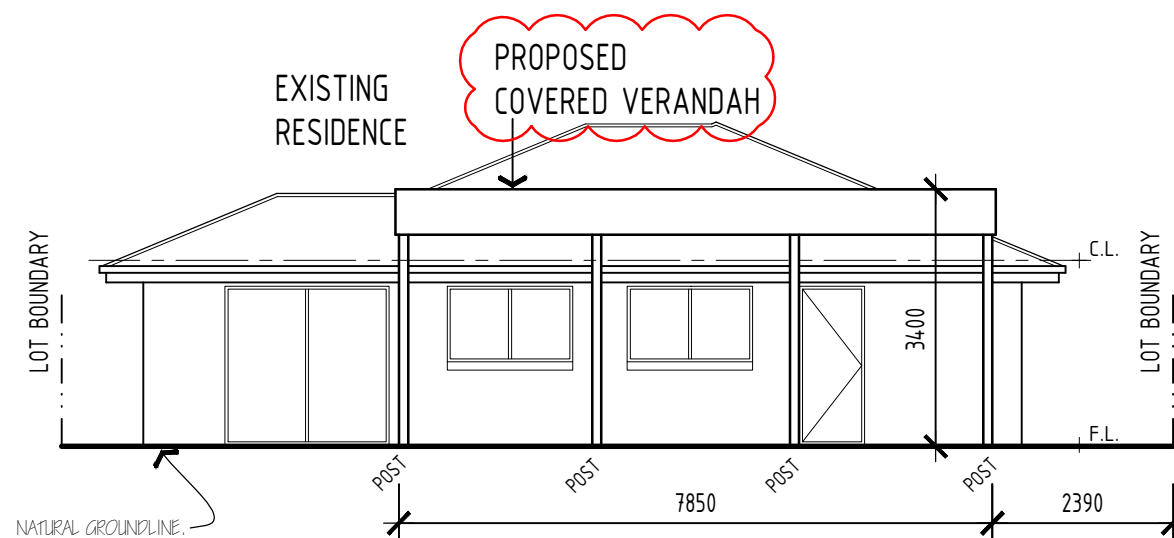 PROPOSED
COVERED VERANDAH
EXISTING
RESIDENCE
LOT BOUNDARY
C.L.
LOT BOUNDARY
3400
F.L.
POST
POST
POST
POST
7850
2390
NATURAL GROUNDLINE.